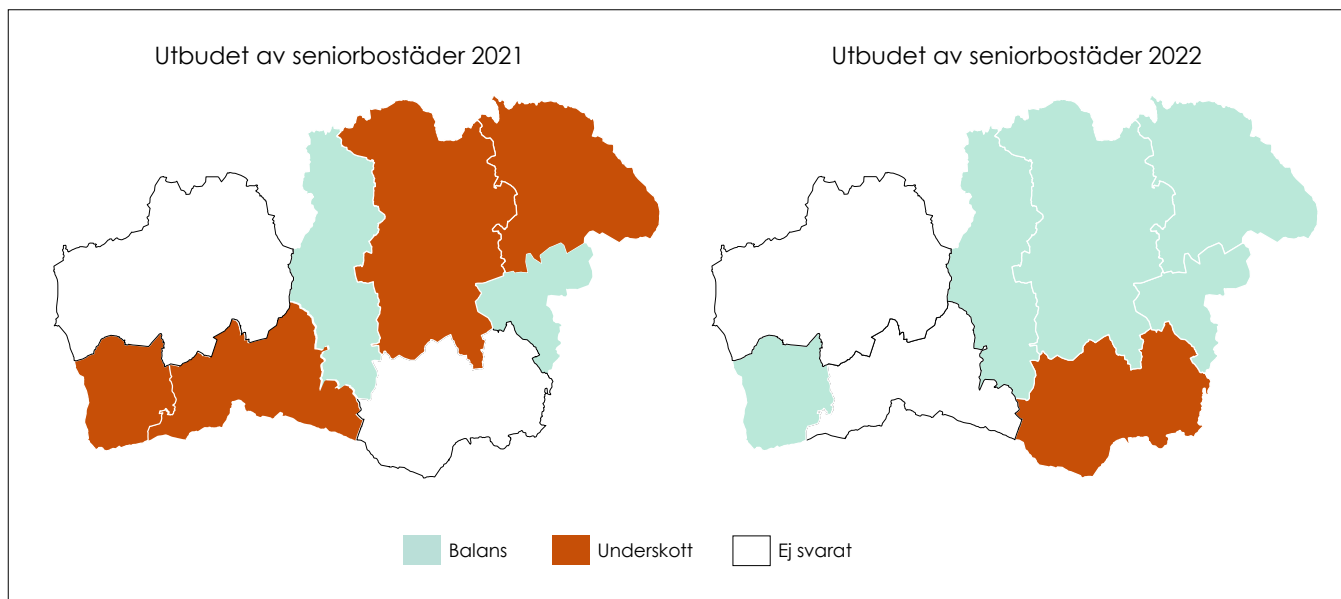 Utbudet av seniorbostäder 2021
Utbudet av seniorbostäder 2022
Balans
Underskott
Ej svarat